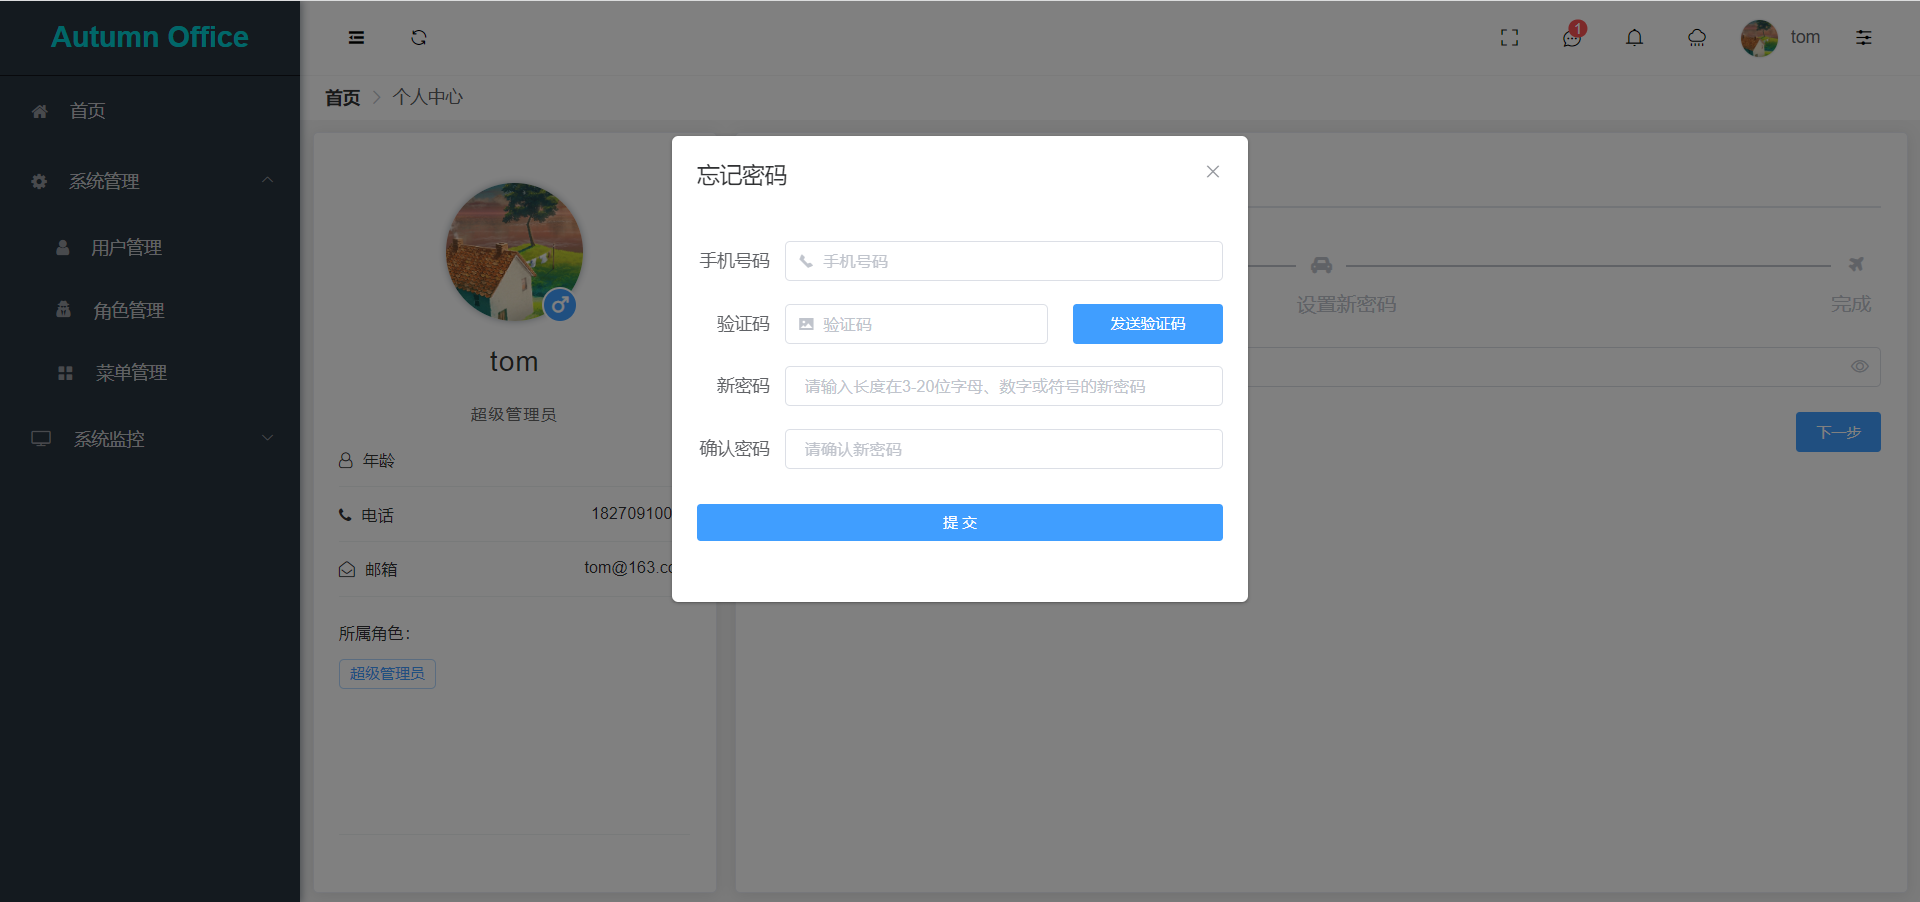 Autumn Office
1
tom
首页
首页
个人中心
系统管理
用户管理
角色管理
菜单管理
系统监控
tom
超级管理员
年龄
电话
182709100
邮箱
tom@163.co
所属角色：
超级管理员
忘记密码
手机号码
手机号码
验证码
验证码
发送验证码
新密码
请输入长度在3-20位字母、数字或符号的新密码
确认密码
请确认新密码
提 交
设置新密码
完成
下一步